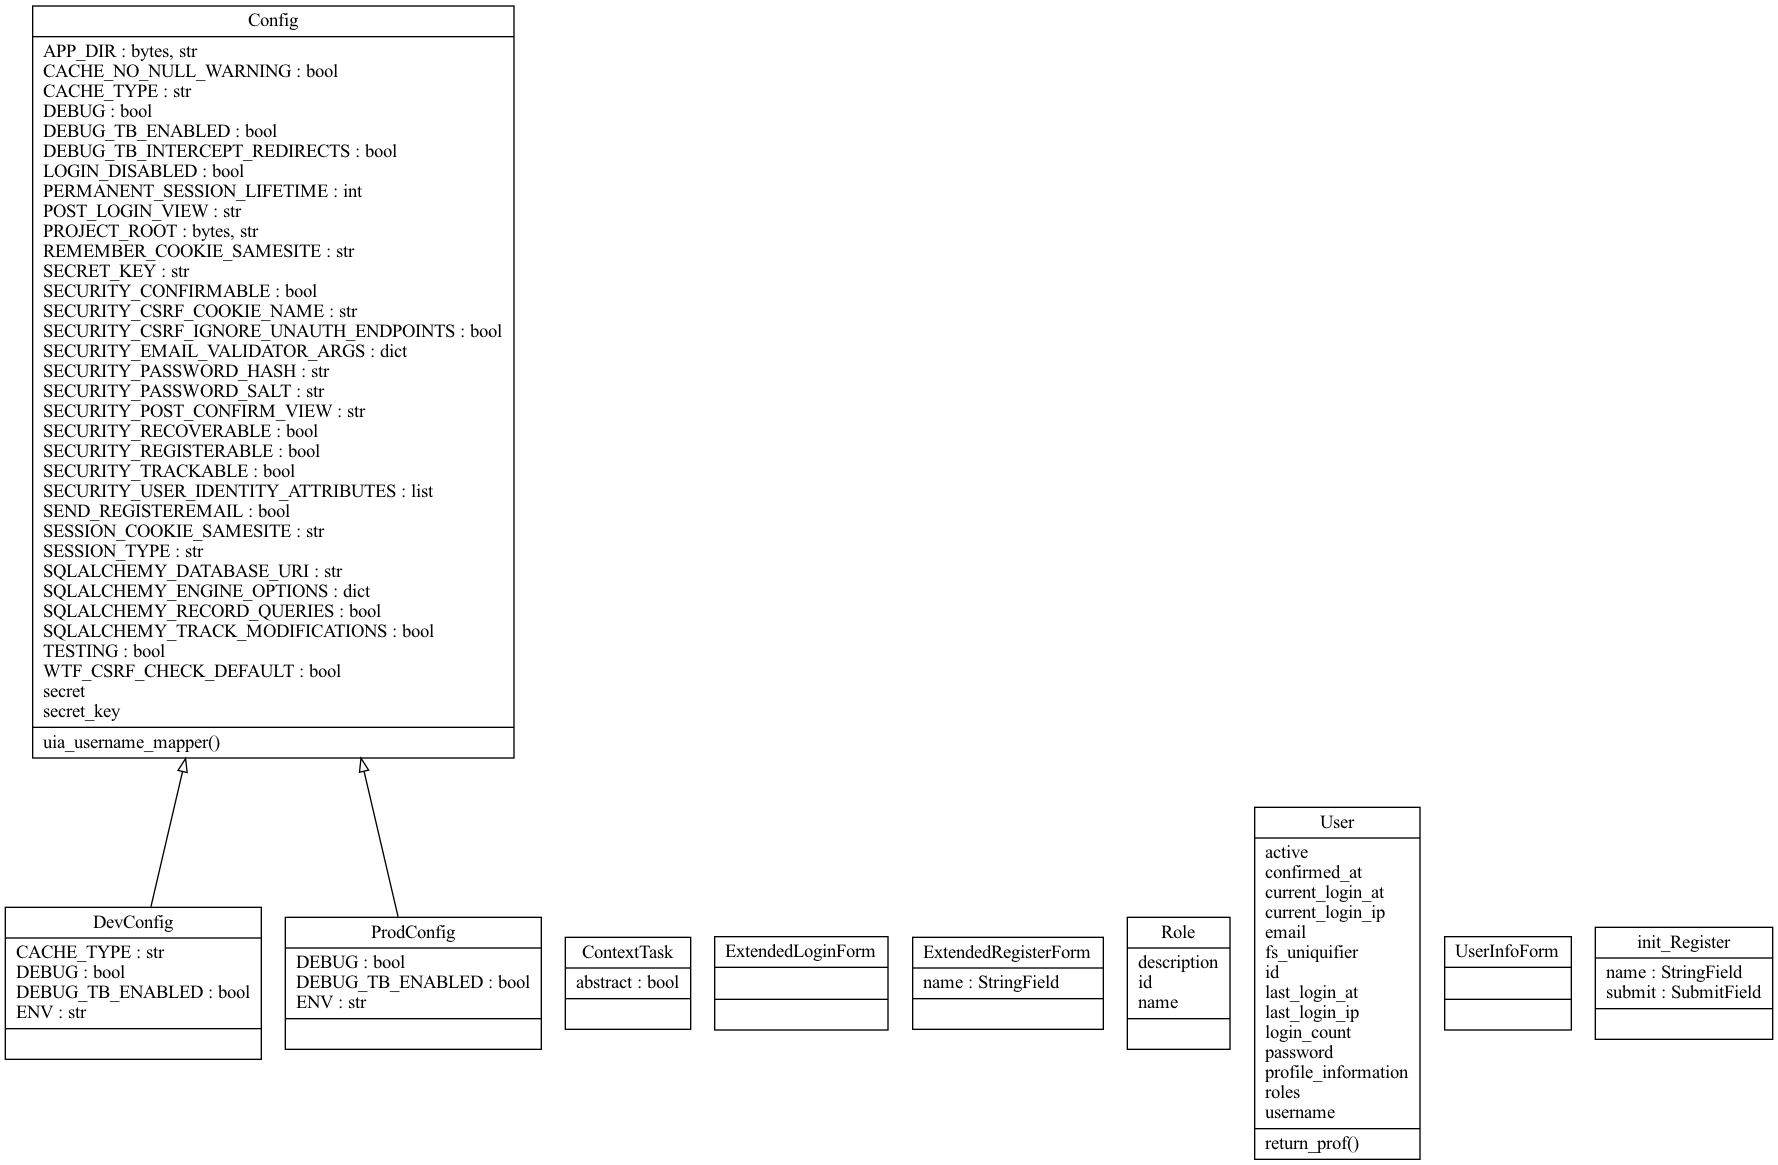 Config
APP_DIR : bytes, str
CACHE_NO_NULL_WARNING : bool
CACHE_TYPE : str
DEBUG : bool
DEBUG_TB_ENABLED : bool
DEBUG_TB_INTERCEPT_REDIRECTS : bool
LOGIN_DISABLED : bool
PERMANENT_SESSION_LIFETIME : int
POST_LOGIN_VIEW : str
PROJECT_ROOT : bytes, str
REMEMBER_COOKIE_SAMESITE : str
SECRET_KEY : str
SECURITY_CONFIRMABLE : bool
SECURITY_CSRF_COOKIE_NAME : str
SECURITY_CSRF_IGNORE_UNAUTH_ENDPOINTS : bool
SECURITY_EMAIL_VALIDATOR_ARGS : dict
SECURITY_PASSWORD_HASH : str
SECURITY_PASSWORD_SALT : str
SECURITY_POST_CONFIRM_VIEW : str
SECURITY_RECOVERABLE : bool
SECURITY_REGISTERABLE : bool
SECURITY_TRACKABLE : bool
SECURITY_USER_IDENTITY_ATTRIBUTES : list
SEND_REGISTEREMAIL : bool
SESSION_COOKIE_SAMESITE : str
SESSION_TYPE : str
SQLALCHEMY_DATABASE_URI : str
SQLALCHEMY_ENGINE_OPTIONS : dict
SQLALCHEMY_RECORD_QUERIES : bool
SQLALCHEMY_TRACK_MODIFICATIONS : bool
TESTING : bool
WTF_CSRF_CHECK_DEFAULT : bool
secret
secret_key
uia_username_mapper()
DevConfig
CACHE_TYPE : str
DEBUG : bool
DEBUG_TB_ENABLED : bool
ENV : str
ProdConfig
DEBUG : bool
DEBUG_TB_ENABLED : bool
ENV : str
ContextTask
abstract : bool
ExtendedLoginForm
ExtendedRegisterForm
name : StringField
Role
description
id
name
User
active
confirmed_at
current_login_at
current_login_ip
email
fs_uniquifier
id
last_login_at
last_login_ip
login_count
password
profile_information
roles
username
return_prof()
UserInfoForm
init_Register
name : StringField
submit : SubmitField